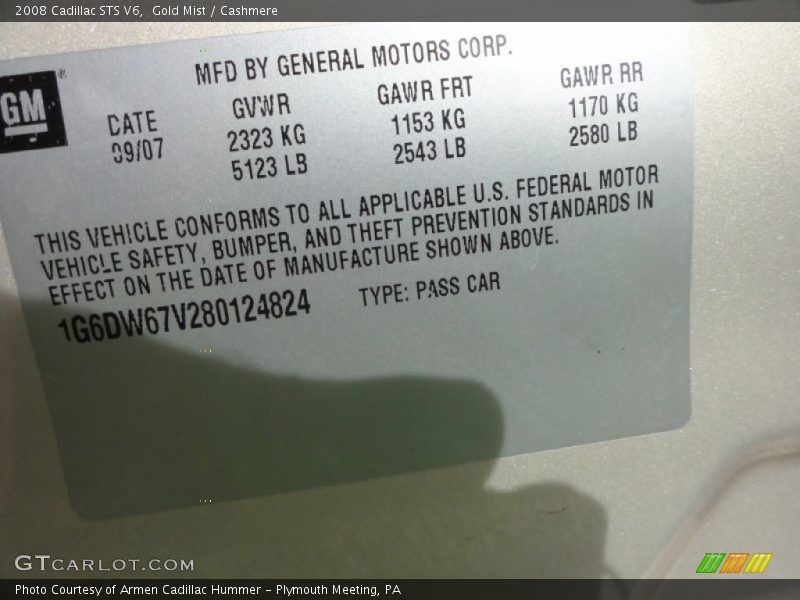 2008 Cadillac STS V6, Gold Mist / Cashmere
MFD BY GENERAL MOTORS CORP.
GM
DATE GVWR GAWR FRT GAWR RR
09/07 2323 KG 1153 KG 1170 KG
5123 LB 2543 LB 2580 LB
THIS VEHICLE CONFORMS TO ALL APPLICABLE U.S. FEDERAL MOTOR
VEHICLE SAFETY, BUMPER, AND THEFT PREVENTION STANDARDS IN
EFFECT ON THE DATE OF MANUFACTURE SHOWN ABOVE.
1G6DW67V280124824 TYPE: PASS CAR
GTCARLOT.COM
Photo Courtesy of Armen Cadillac Hummer – Plymouth Meeting, PA